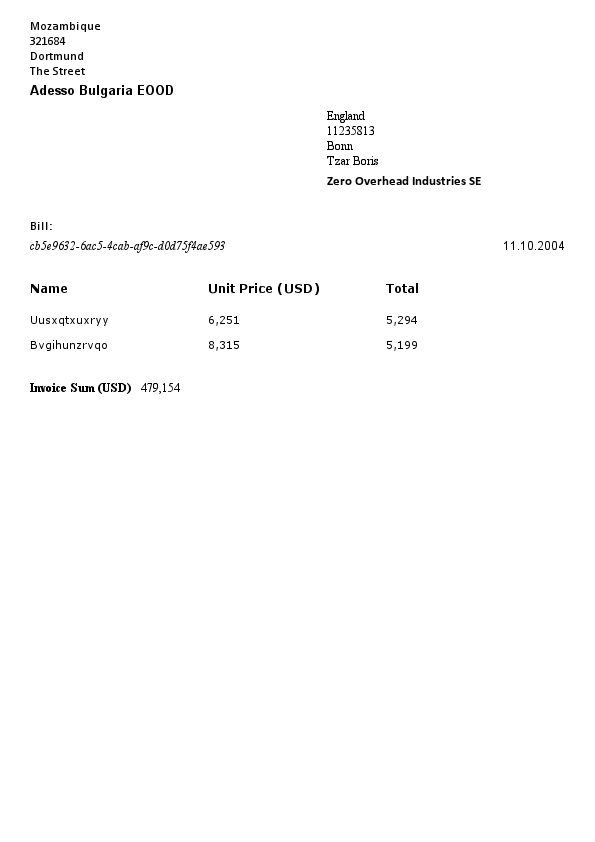 Mozambique
321684
Dortmund
The Street
Adesso Bulgaria EOOD
England
11235813
Bonn
Tzar Boris
Zero Overhead Industries SE
Bill:
cb5e9632-6ac5-4cab-af9c-d0d75f4ae593 11.10.2004
Name Unit Price (USD) Total
Uusxqtxuxryy 6,251 5,294
Bvgihunzrvqo 8,315 5,199
Invoice Sum (USD) 479,154